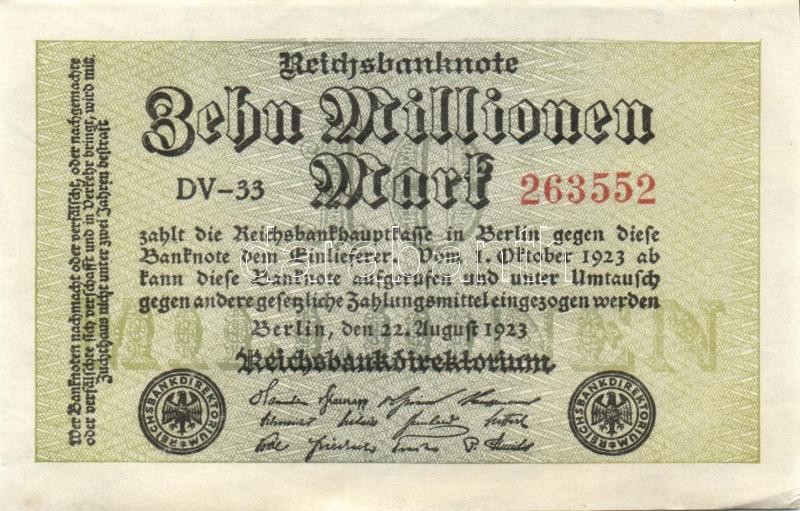 Reichsbanknote
Zehn Millionen
Mark
DV-33
263552
zahlt die Reichsbankhauptkasse in Berlin gegen diese
Banknote dem Einlieferer. Vom 1. Oktober 1923 ab
kann diese Banknote aufgerufen und unter Umtausch
gegen andere gesetzliche Zahlungsmittel eingezogen werden
Berlin, den 22. August 1923
Reichsbankdirektorium
REICHSBANKDIREKTORIUM
REICHSBANKDIREKTORIUM
Wer Banknoten nachmacht oder verfälscht, oder nachgemachte
oder verfälschte sich verschafft und in Verkehr bringt, wird mit
Zuchthaus nicht unter zwei Jahren bestraft